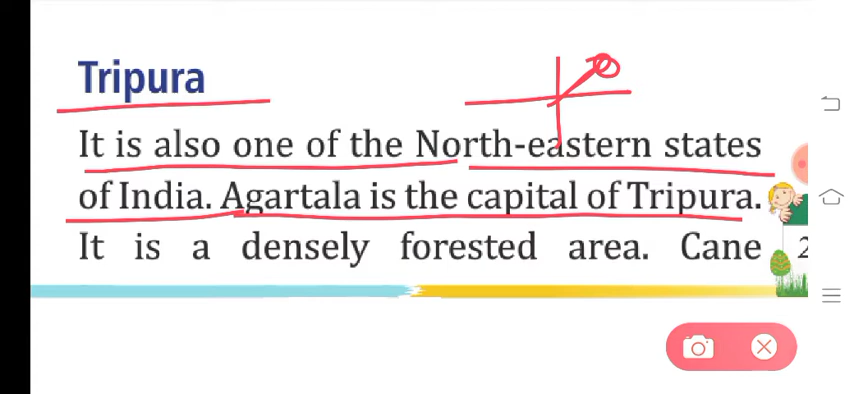 Tripura
It is also one of the North-eastern states
of India. Agartala is the capital of Tripura.
It is a densely forested area. Cane
2